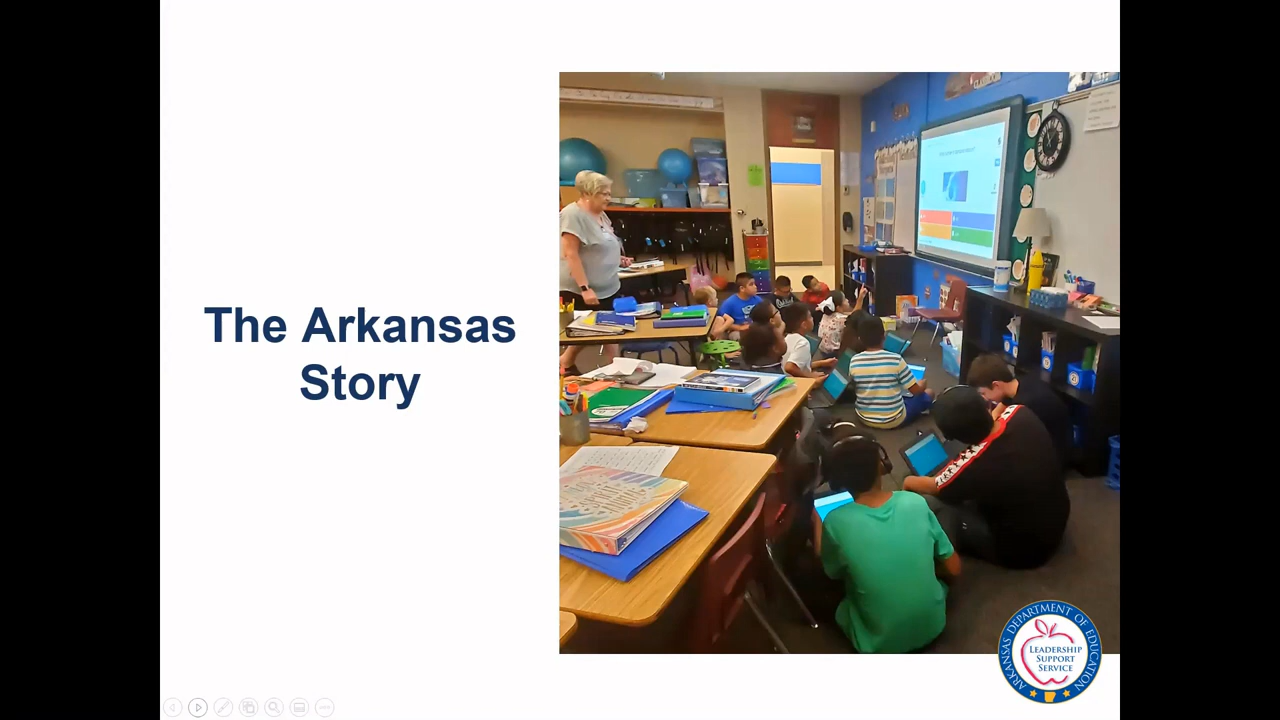 The Arkansas
Story
ARKANSAS DEPARTMENT OF EDUCATION
LEADERSHIP
SUPPORT
SERVICE